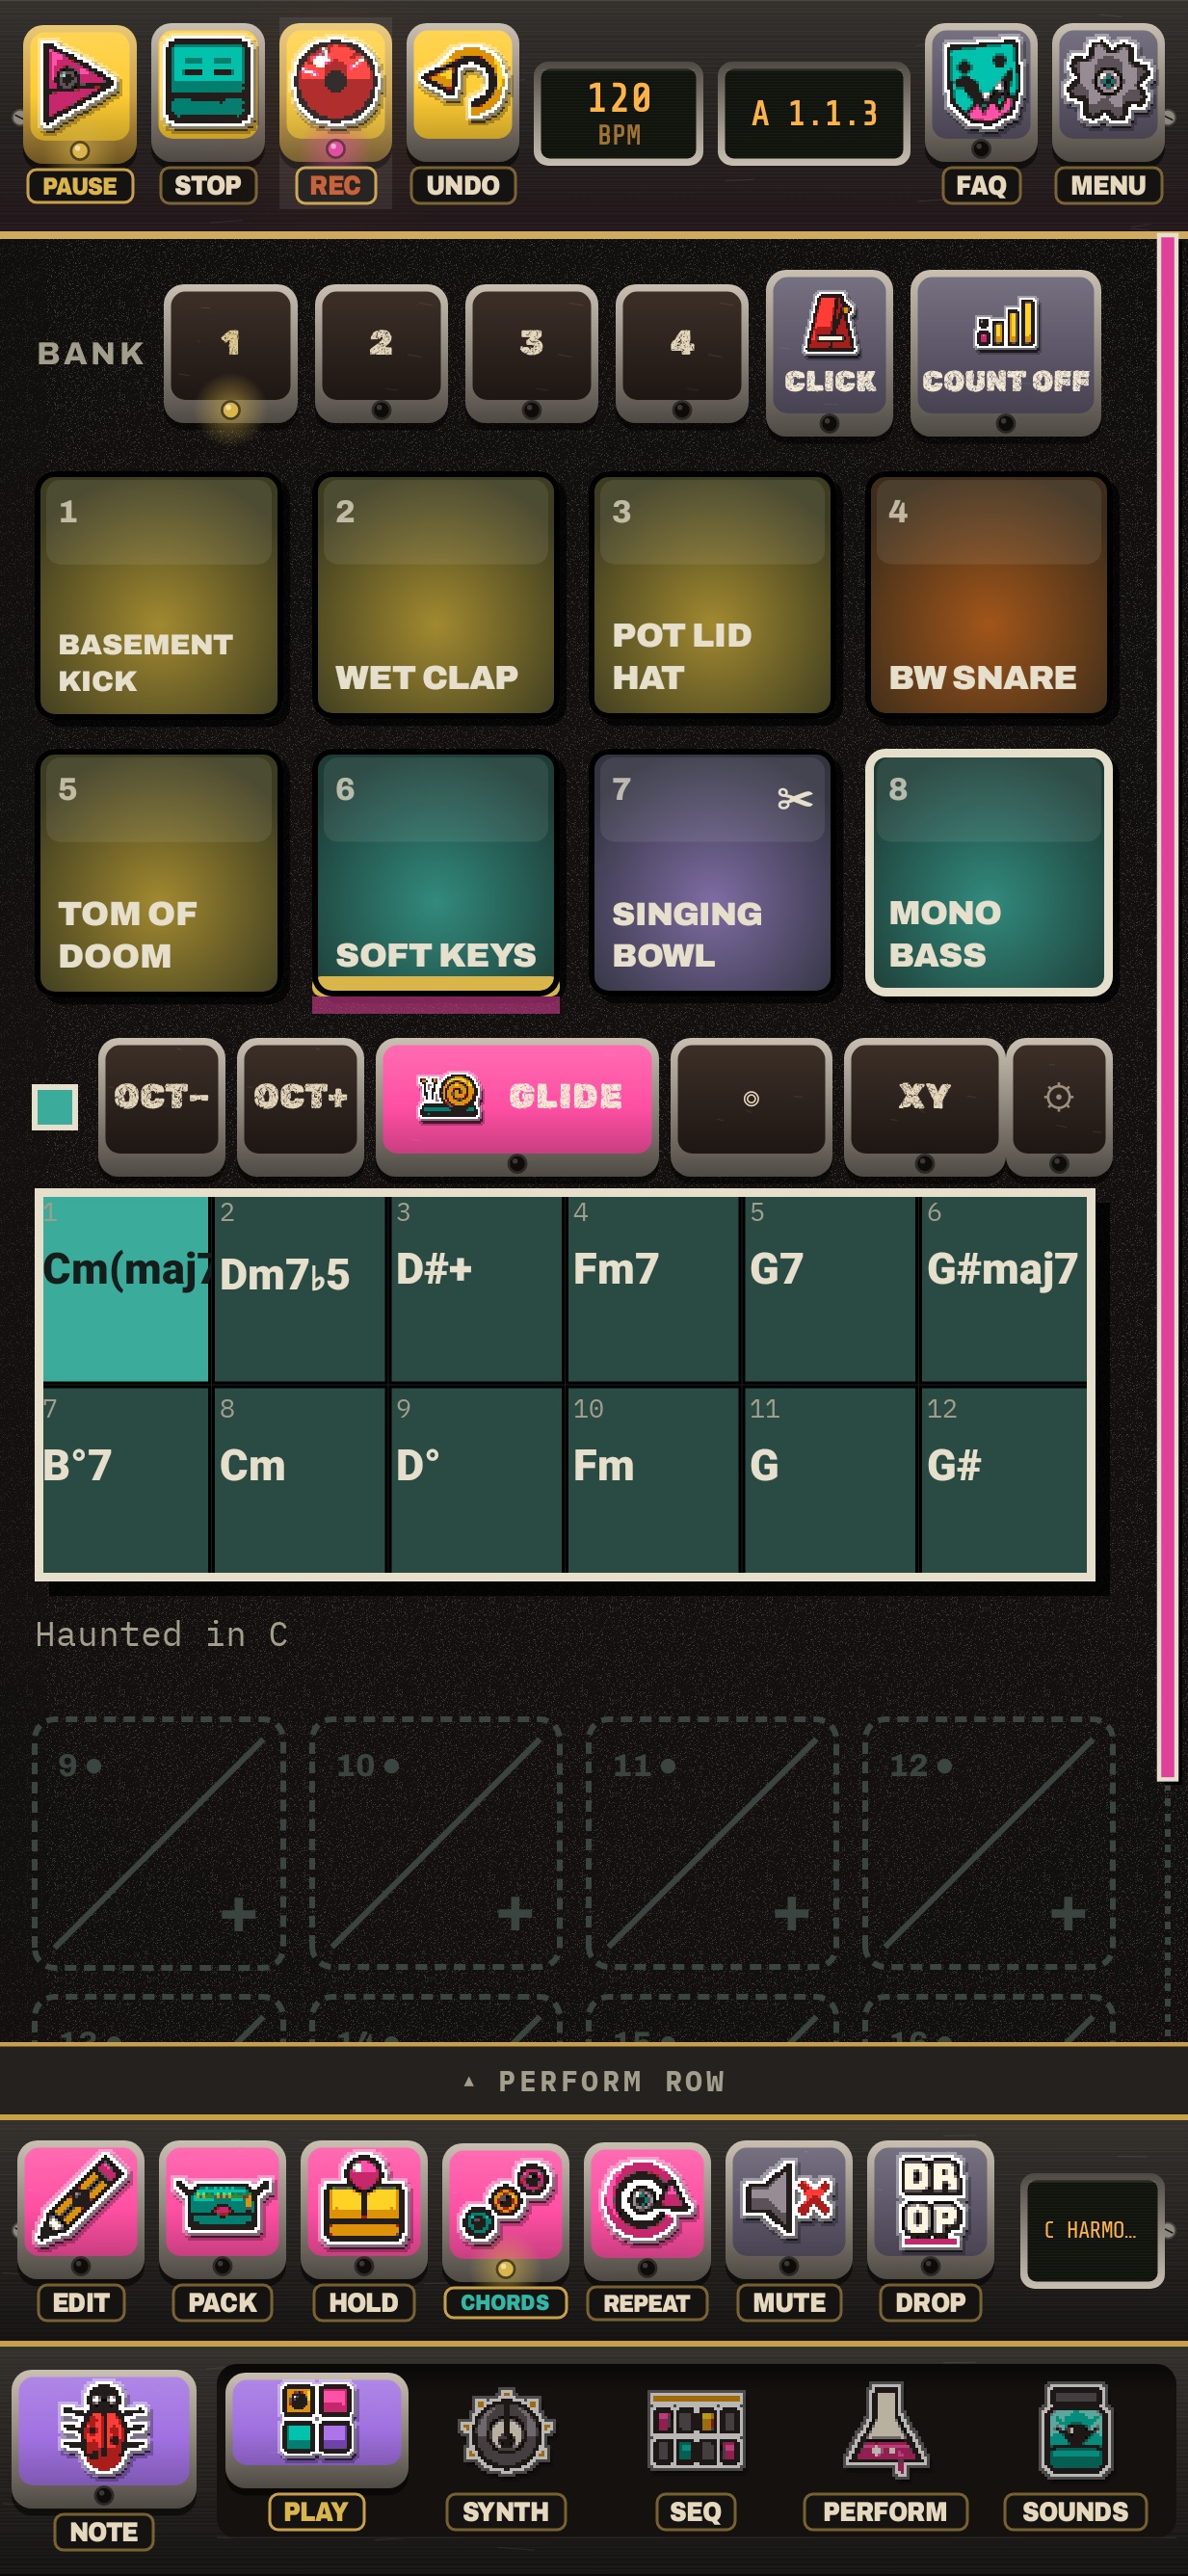 PAUSE
STOP
REC
UNDO
120
BPM
A 1.1.3
FAQ
MENU
BANK
1
2
3
4
CLICK
COUNT OFF
1
BASEMENT
KICK
2
WET CLAP
3
POT LID
HAT
4
BW SNARE
5
TOM OF
DOOM
6
SOFT KEYS
7
SINGING
BOWL
8
MONO
BASS
OCT-
OCT+
GLIDE
XY
1
Cm(maj7
2
Dm7♭5
3
D#+
4
Fm7
5
G7
6
G#maj7
7
B°7
8
Cm
9
D°
10
Fm
11
G
12
G#
Haunted in C
9
10
11
12
13
14
15
16
▴ PERFORM ROW
DR
OP
C HARMO…
EDIT
PACK
HOLD
CHORDS
REPEAT
MUTE
DROP
NOTE
PLAY
SYNTH
SEQ
PERFORM
SOUNDS